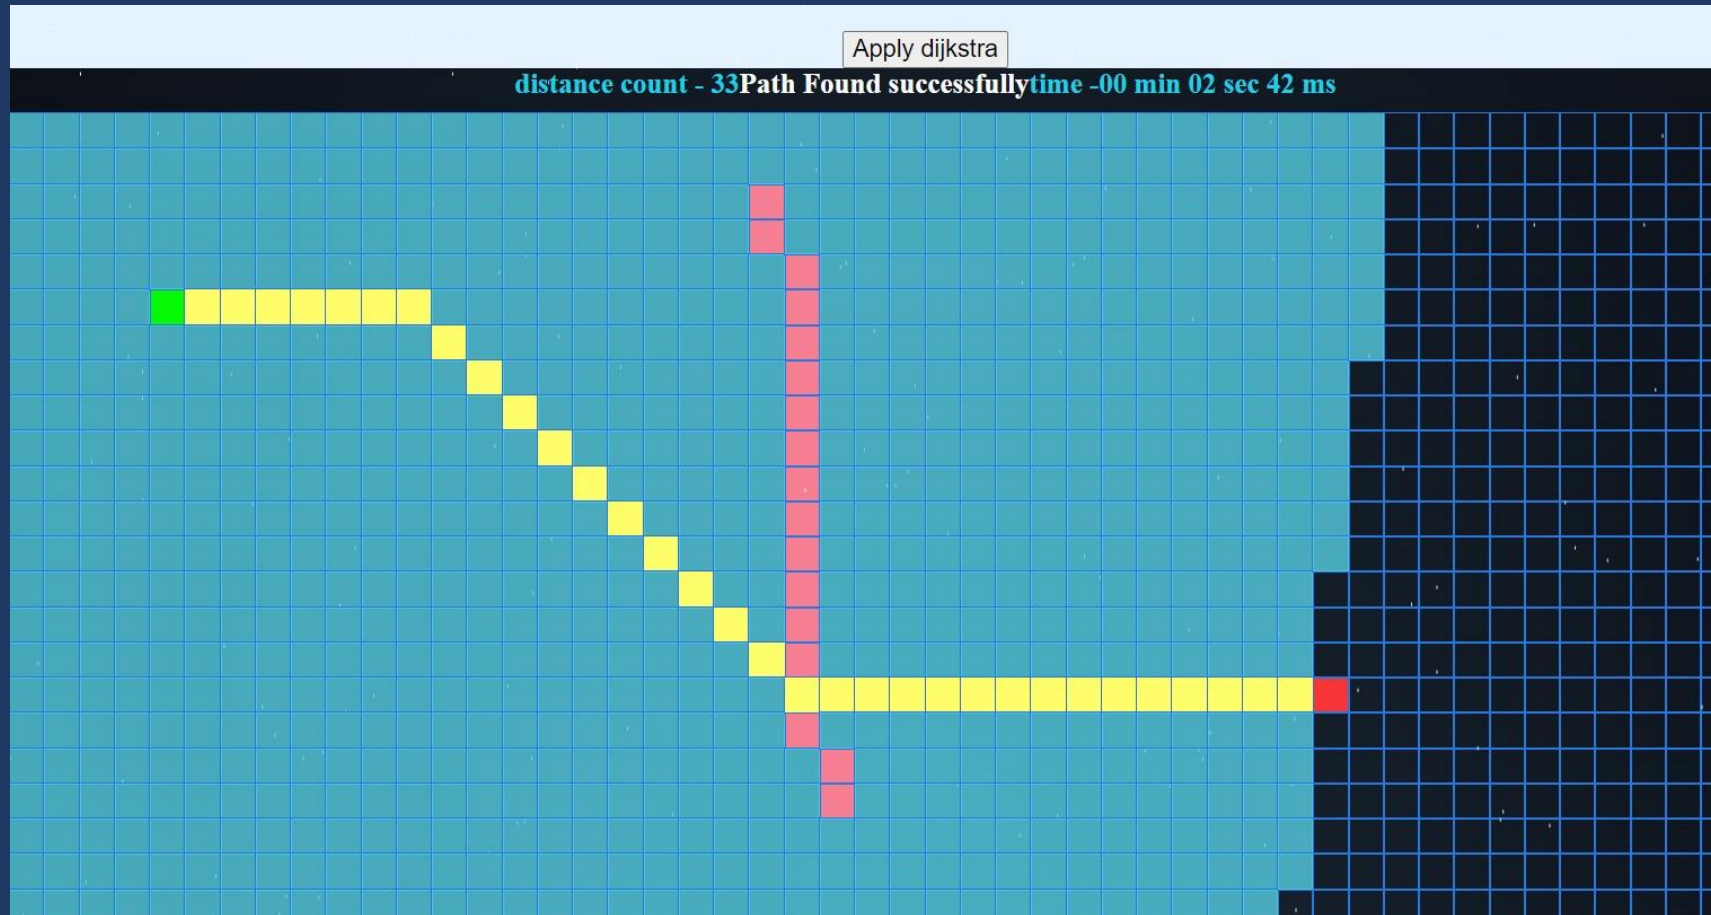 Apply dijkstra
distance count - 33Path Found successfullytime -00 min 02 sec 42 ms